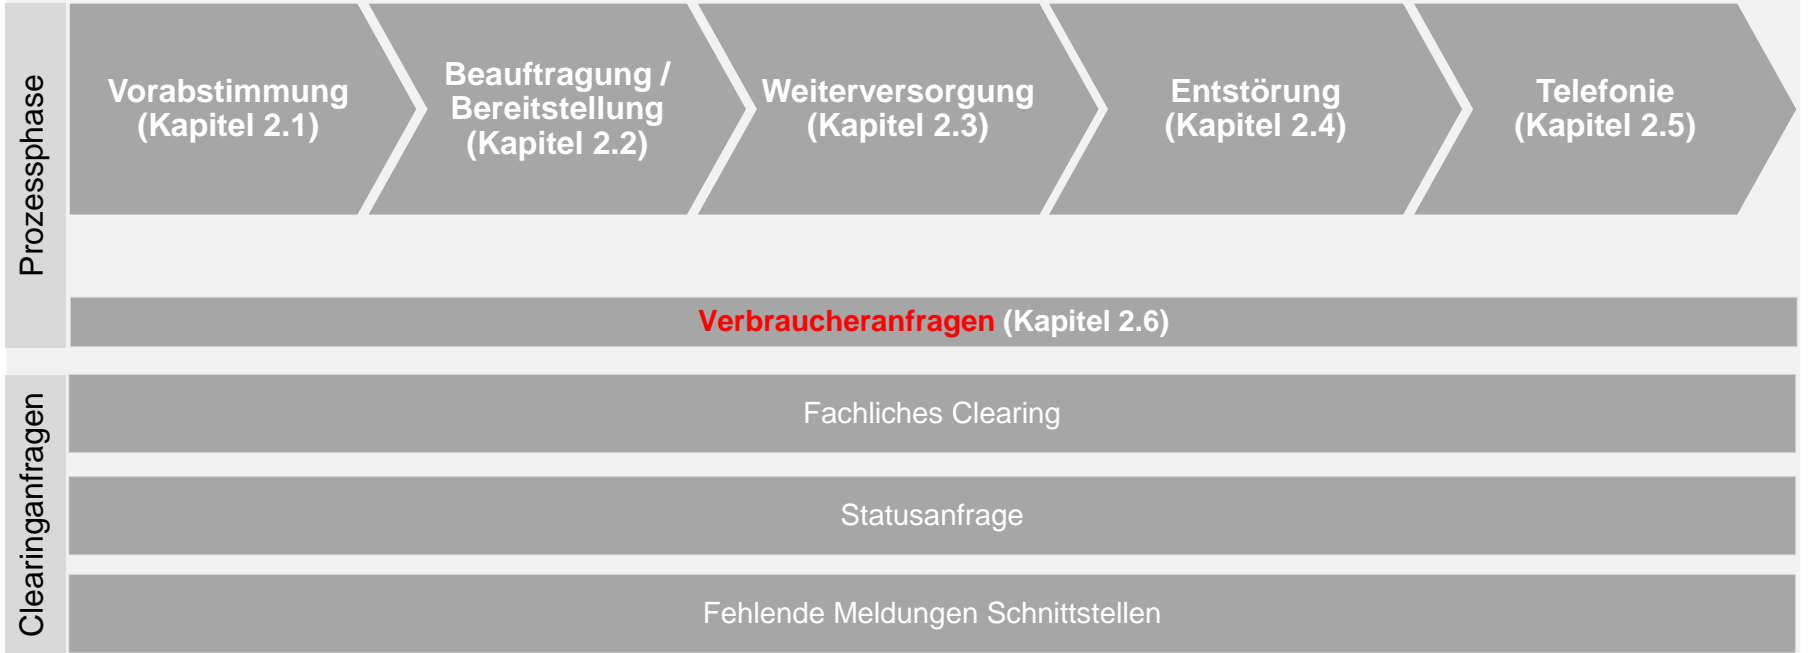 Prozessphase
Vorabstimmung
(Kapitel 2.1)
Beauftragung /
Bereitstellung
(Kapitel 2.2)
Weiterversorgung
(Kapitel 2.3)
Entstörung
(Kapitel 2.4)
Telefonie
(Kapitel 2.5)
Verbraucheranfragen (Kapitel 2.6)
Clearinganfragen
Fachliches Clearing
Statusanfrage
Fehlende Meldungen Schnittstellen